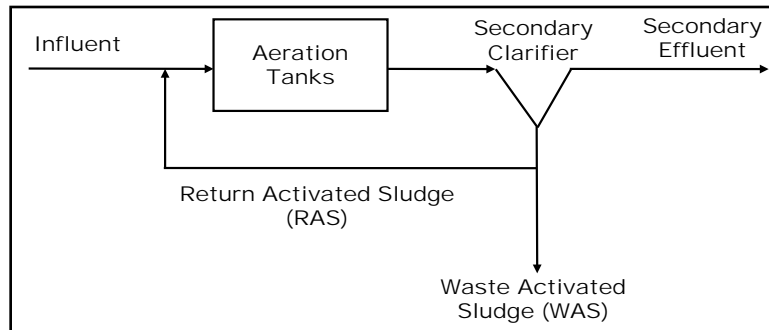 Influent
Aeration
Tanks
Secondary
Clarifier
Secondary
Effluent
Return Activated Sludge
(RAS)
Waste Activated
Sludge (WAS)